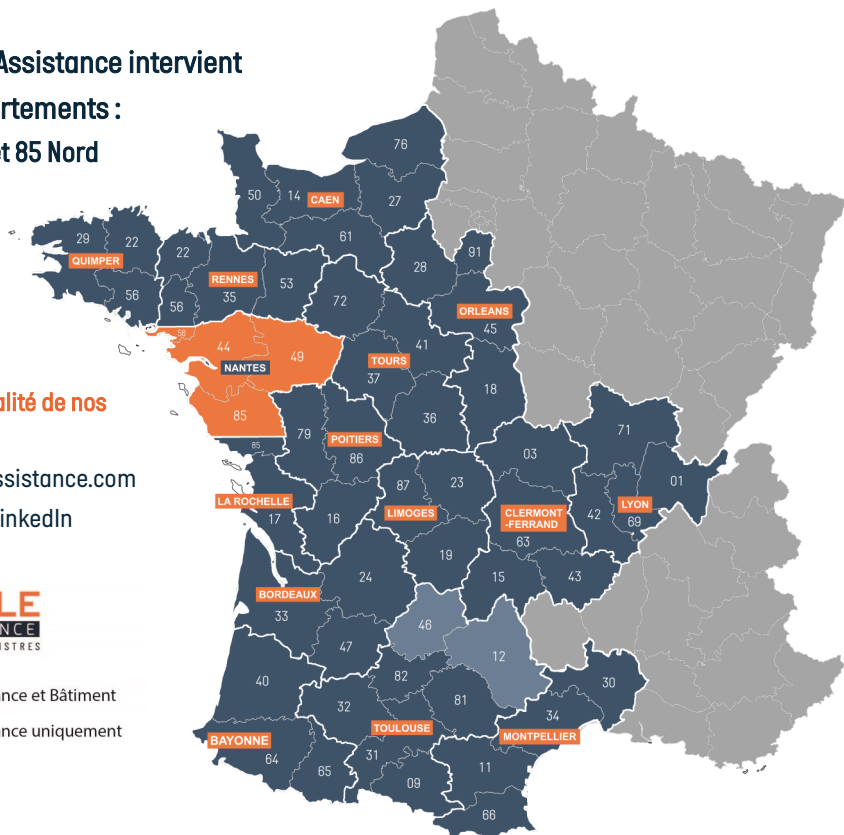 Assistance intervient
rtements :
et 85 Nord
alité de nos
ssistance.com
inkedIn
LE
NCE
ISTRES
nce et Bâtiment
nce uniquement
76
50
14
CAEN
27
61
29
22
QUIMPER
56
22
RENNES
35
53
56
28
91
72
ORLEANS
45
56
44
49
NANTES
41
TOURS
37
18
85
36
79
POITIERS
86
85
71
03
01
87
23
LIMOGES
CLERMONT
-FERRAND
63
42
LYON
69
LA ROCHELLE
17
16
19
24
15
43
BORDEAUX
33
46
47
12
40
82
30
32
81
34
TOULOUSE
MONTPELLIER
BAYONNE
64
31
65
09
11
66